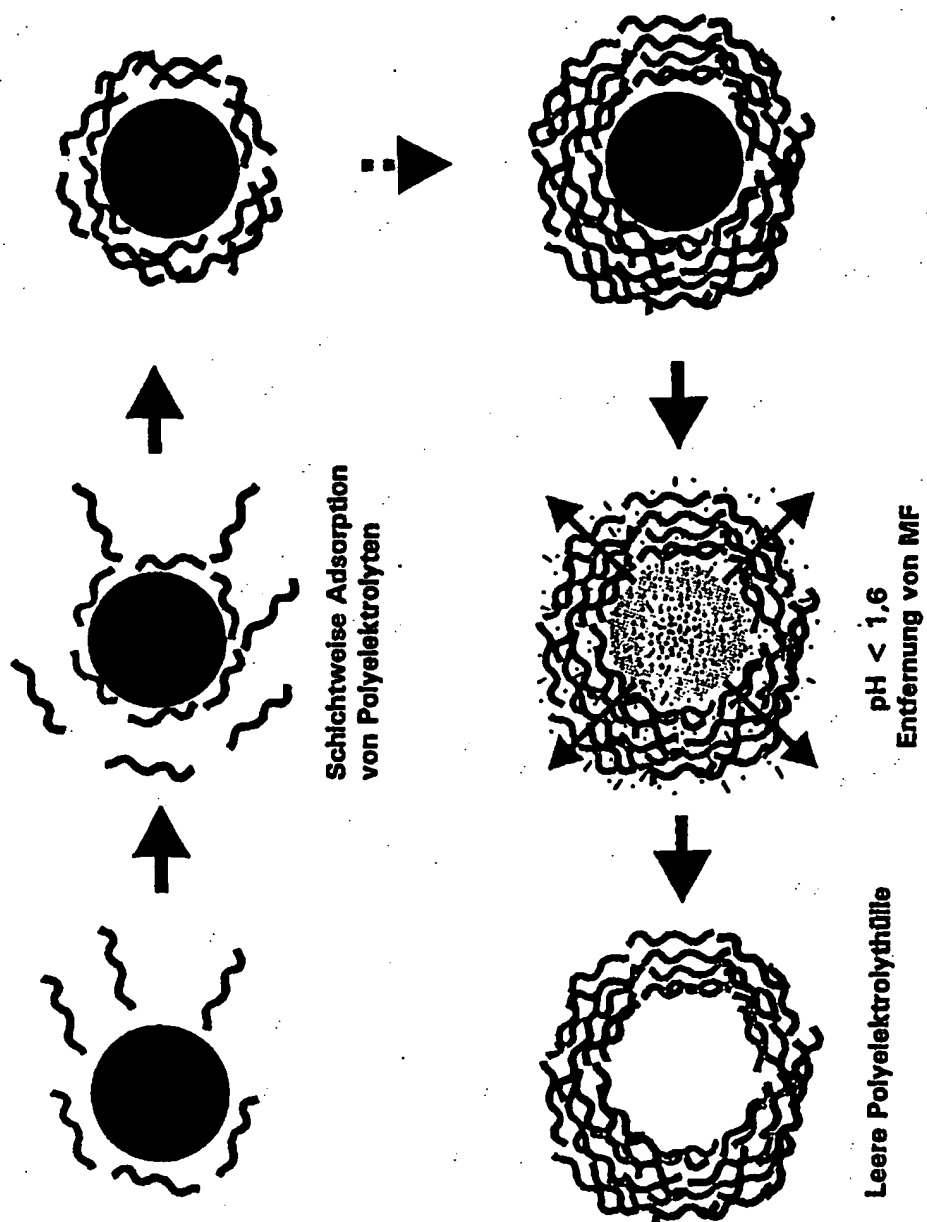 Schichtweise Adsorption
von Polyelektrolyten
Leere Polyelektrolythülle
pH < 1,6
Entfernung von MF